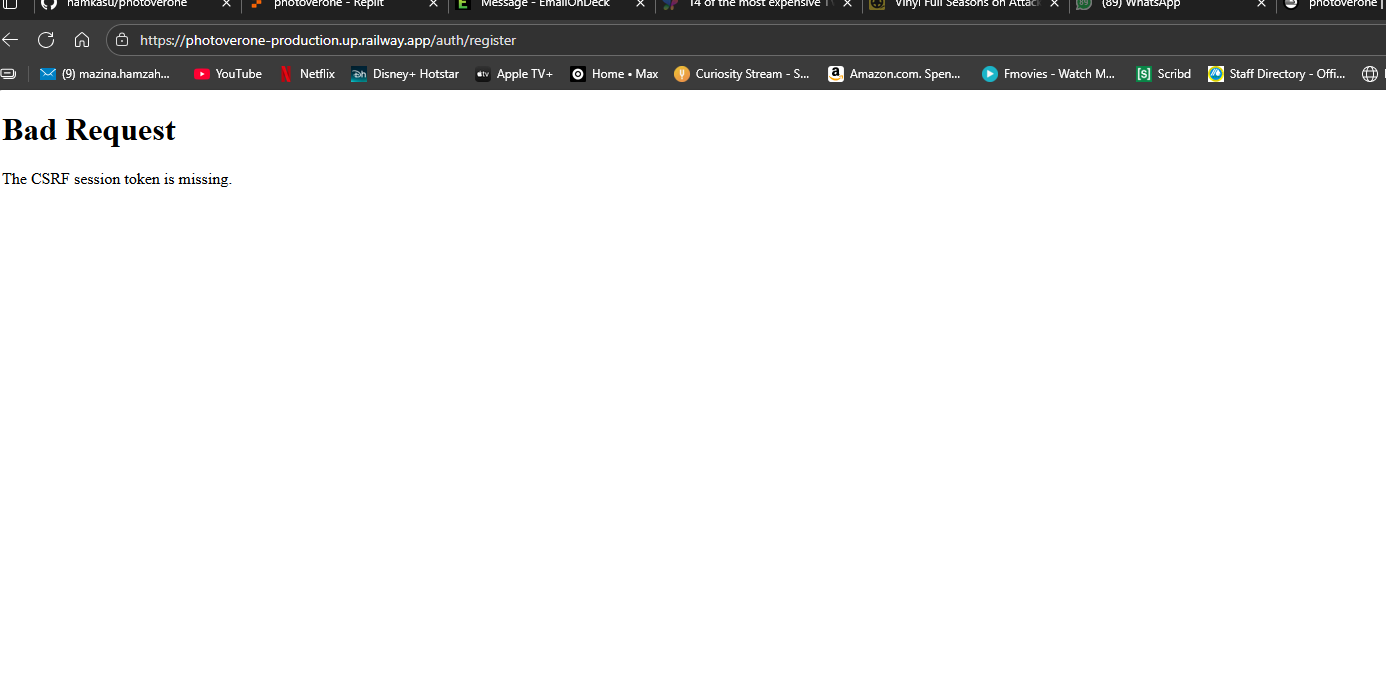 namkasu/photoverone photoverone - Replit Message - EmailOnDeck 14 of the most expensive Vinyl Full Seasons on Attack (89) WhatsApp photoverone |
https://photoverone-production.up.railway.app/auth/register
(9) mazina.hamzah... YouTube Netflix Disney+ Hotstar Apple TV+ Home • Max Curiosity Stream - S... Amazon.com. Spen... Fmovies - Watch M... Scribd Staff Directory - Offi...
Bad Request
The CSRF session token is missing.